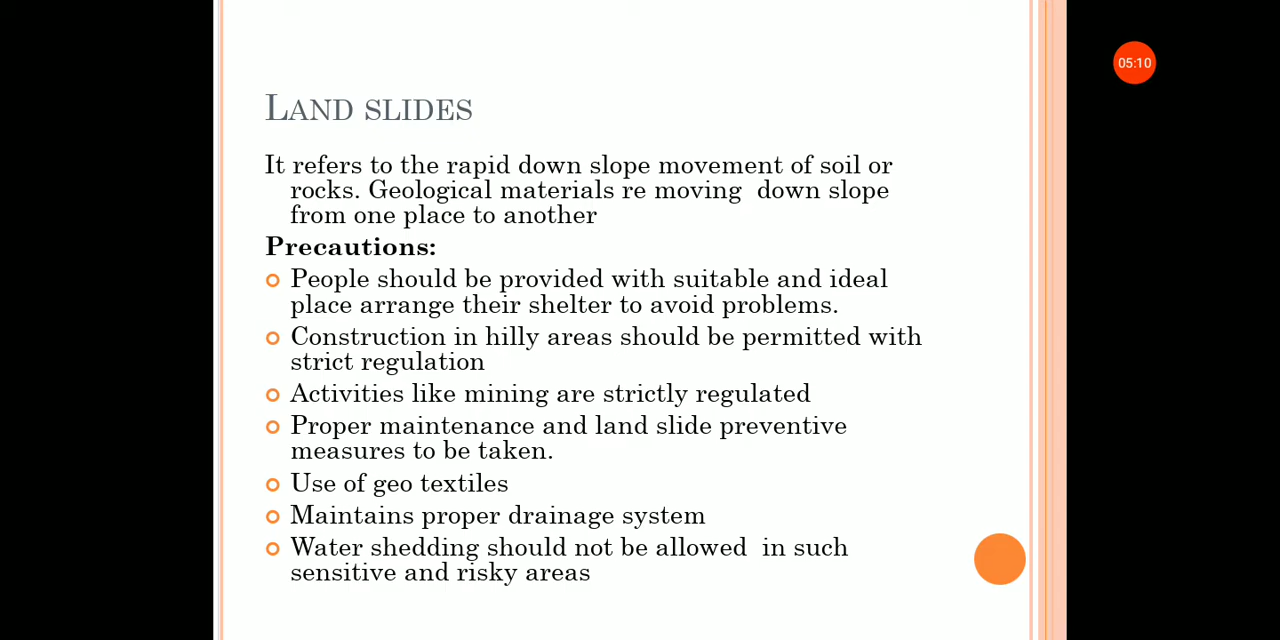 LAND SLIDES
05:10
It refers to the rapid down slope movement of soil or
rocks. Geological materials re moving down slope
from one place to another
Precautions:
People should be provided with suitable and ideal
place arrange their shelter to avoid problems.
Construction in hilly areas should be permitted with
strict regulation
Activities like mining are strictly regulated
Proper maintenance and land slide preventive
measures to be taken.
Use of geo textiles
Maintains proper drainage system
Water shedding should not be allowed in such
sensitive and risky areas